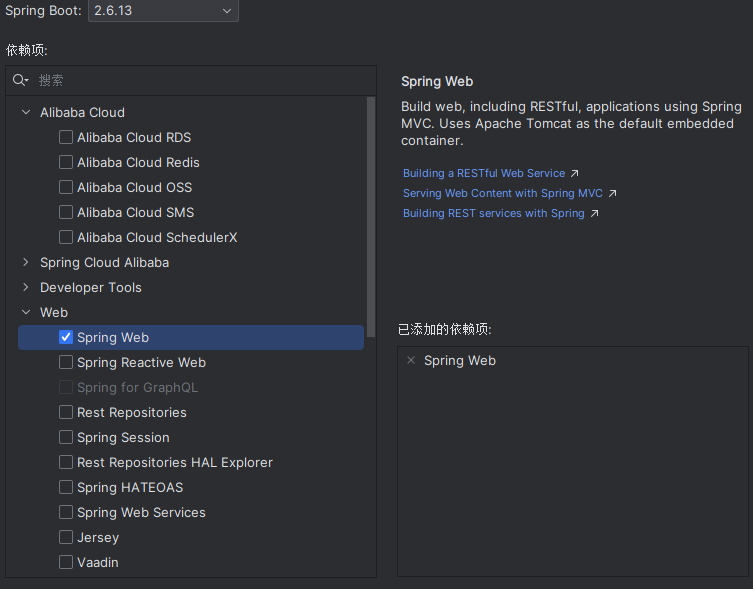 Spring Boot: 2.6.13
依赖项:
搜索
Alibaba Cloud
Alibaba Cloud RDS
Alibaba Cloud Redis
Alibaba Cloud OSS
Alibaba Cloud SMS
Alibaba Cloud SchedulerX
Spring Cloud Alibaba
Developer Tools
Web
Spring Web
Spring Reactive Web
Spring for GraphQL
Rest Repositories
Spring Session
Rest Repositories HAL Explorer
Spring HATEOAS
Spring Web Services
Jersey
Vaadin
Spring Web
Build web, including RESTful, applications using Spring
MVC. Uses Apache Tomcat as the default embedded
container.
Building a RESTful Web Service ↗
Serving Web Content with Spring MVC ↗
Building REST services with Spring ↗
已添加的依赖项:
Spring Web